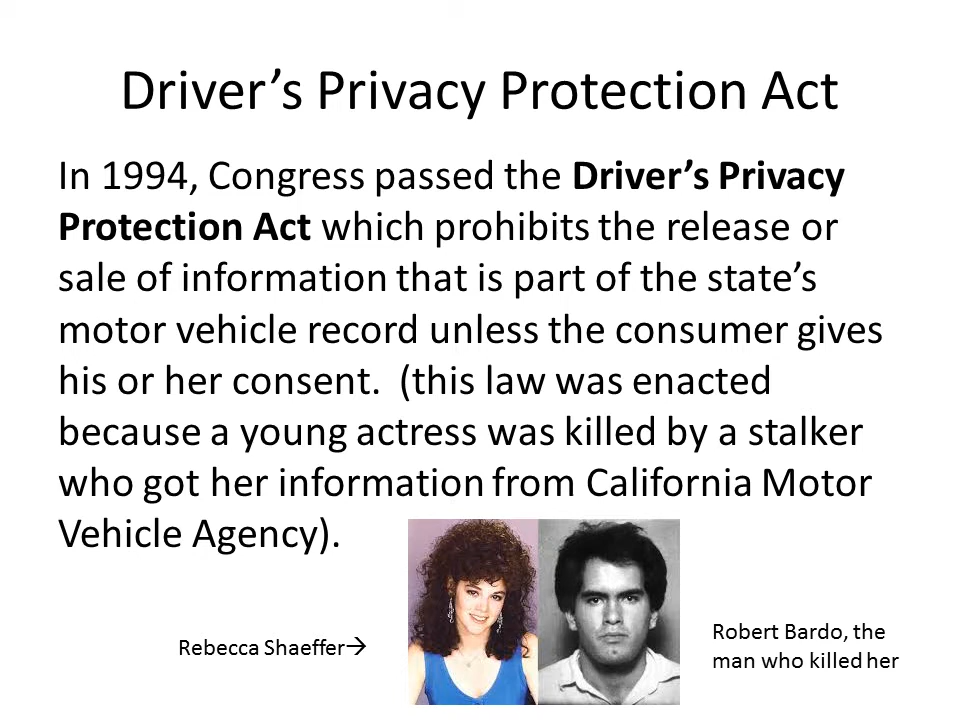 Driver’s Privacy Protection Act
In 1994, Congress passed the Driver’s Privacy
Protection Act which prohibits the release or
sale of information that is part of the state’s
motor vehicle record unless the consumer gives
his or her consent.  (this law was enacted
because a young actress was killed by a stalker
who got her information from California Motor
Vehicle Agency).
Rebecca Shaeffer→
Robert Bardo, the
man who killed her